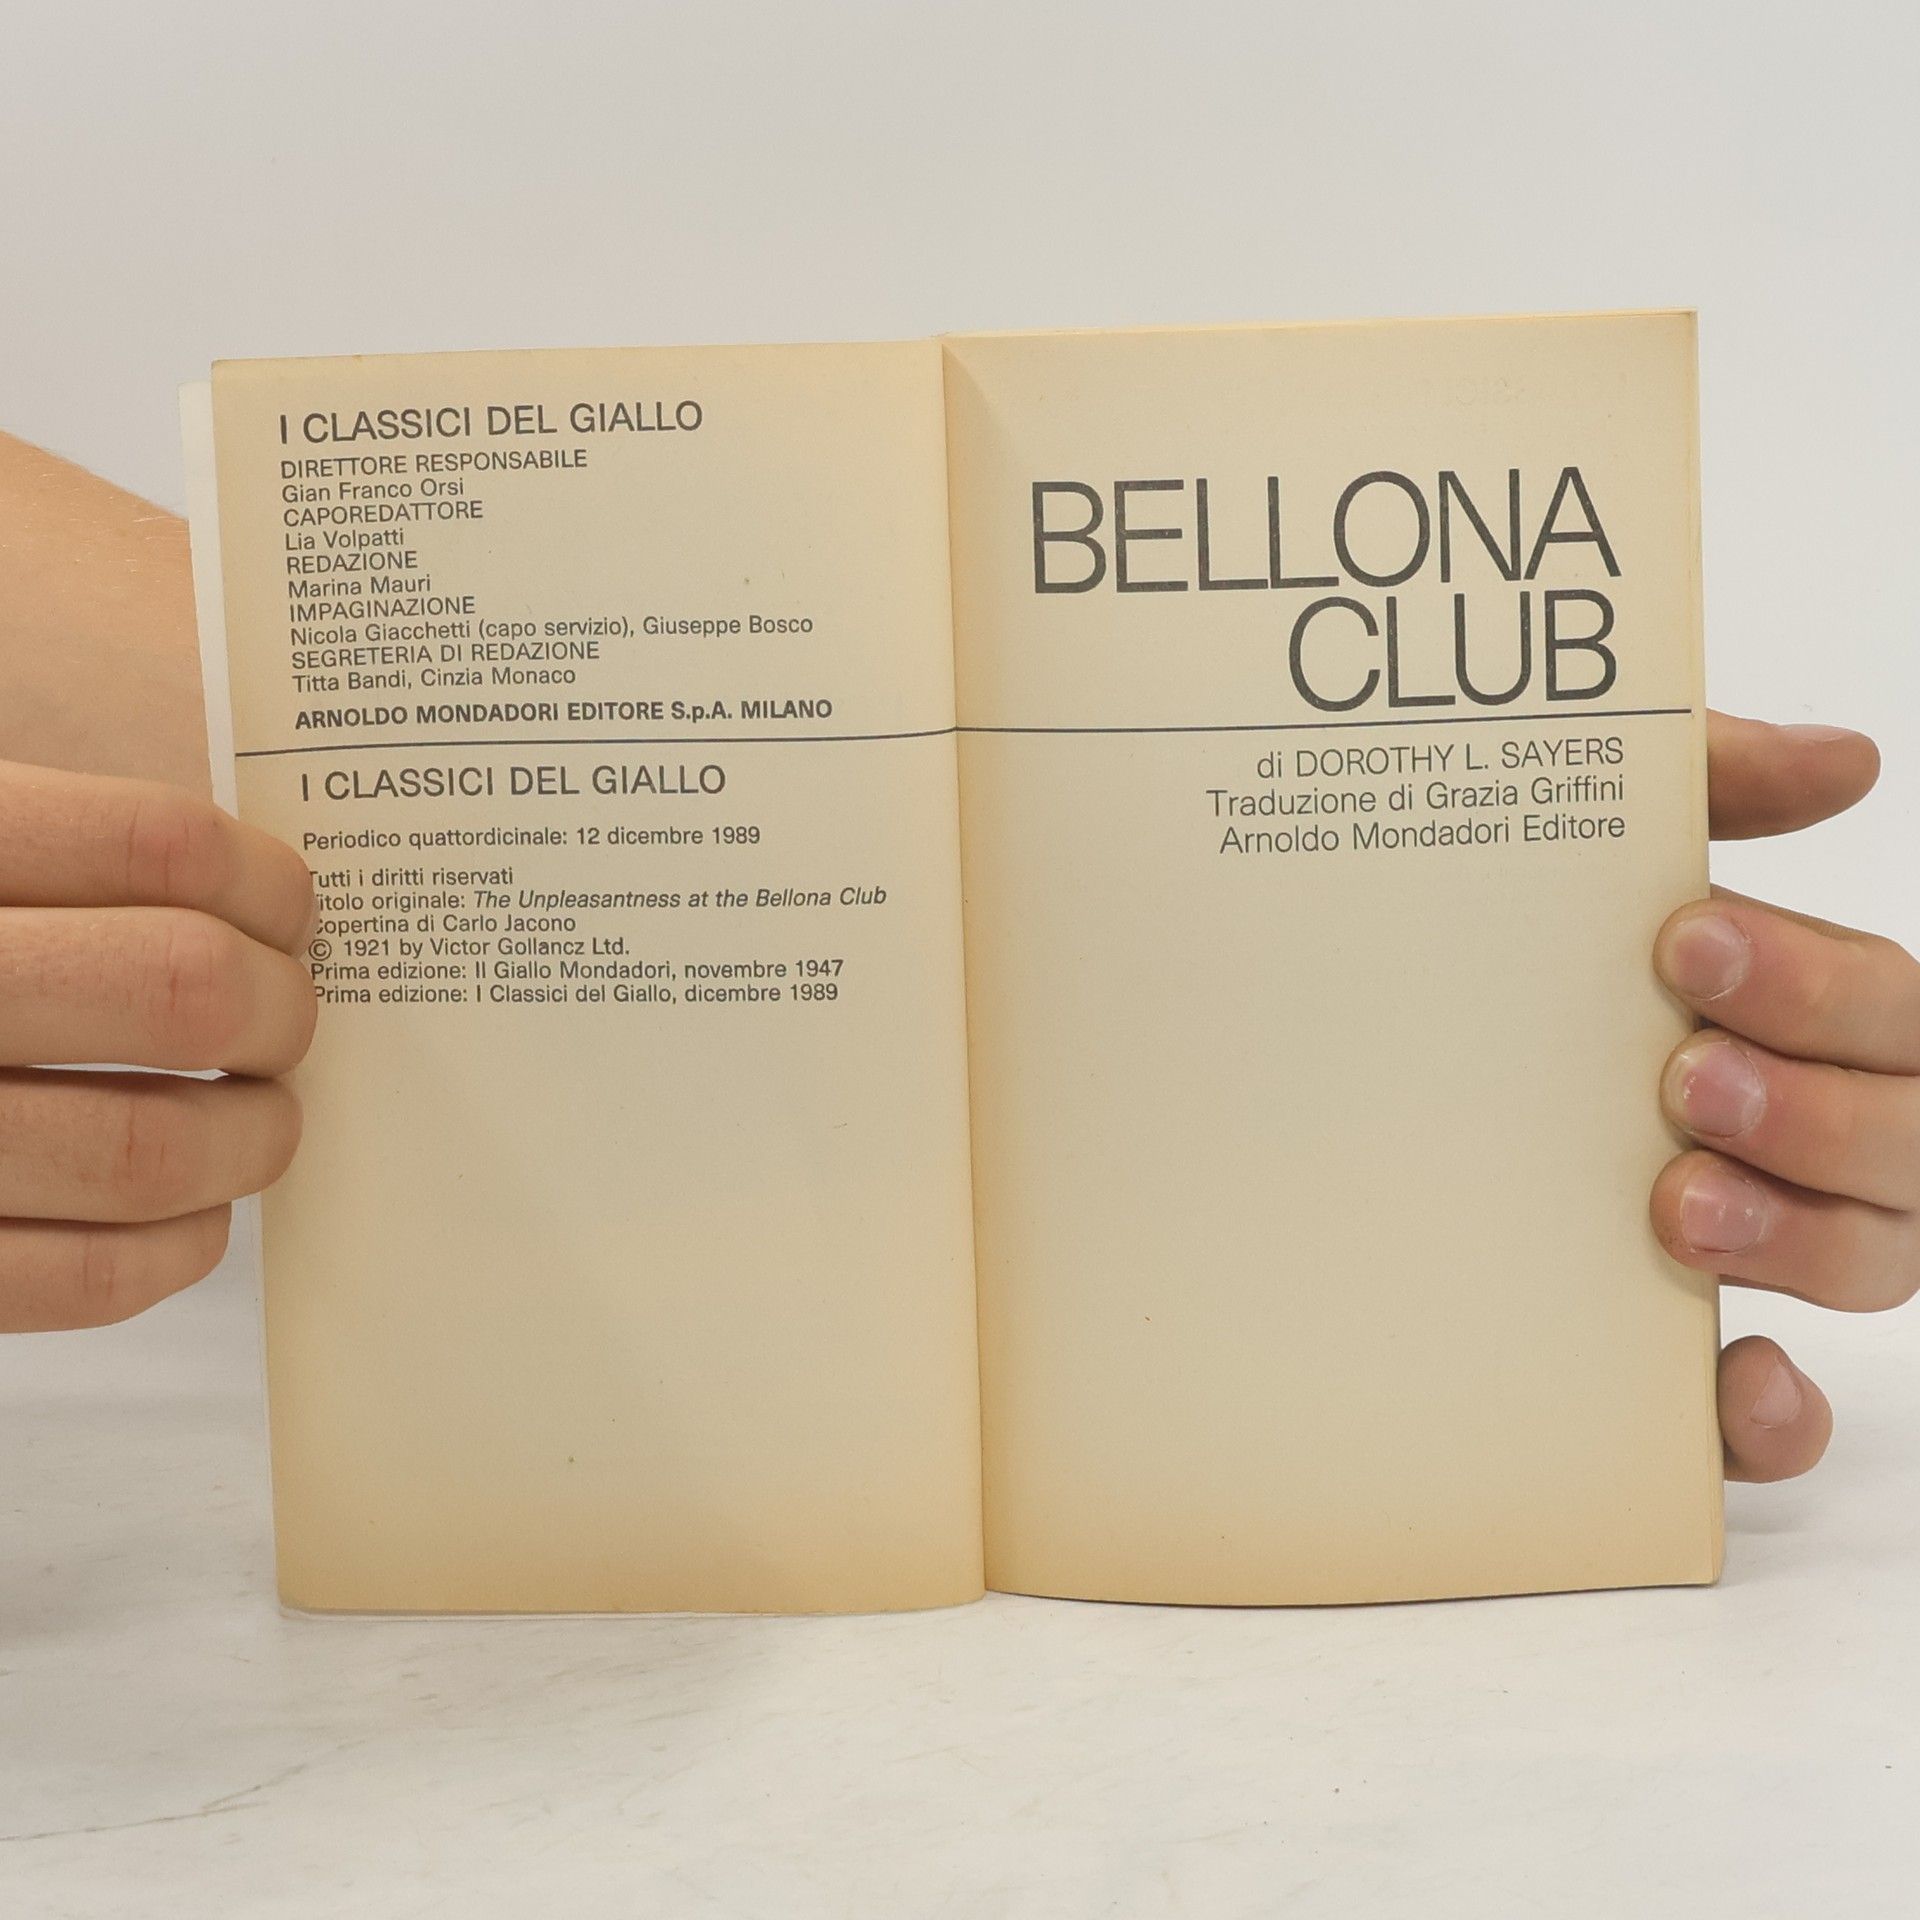 I CLASSICI DEL GIALLO
DIRETTORE RESPONSABILE
Gian Franco Orsi
CAPOREDATTORE
Lia Volpatti
REDAZIONE
Marina Mauri
IMPAGINAZIONE
Nicola Giacchetti (capo servizio), Giuseppe Bosco
SEGRETERIA DI REDAZIONE
Titta Bandi, Cinzia Monaco
ARNOLDO MONDADORI EDITORE S.p.A. MILANO
I CLASSICI DEL GIALLO
Periodico quattordicinale: 12 dicembre 1989
Tutti i diritti riservati
Titolo originale: The Unpleasantness at the Bellona Club
Copertina di Carlo Jacono
© 1921 by Victor Gollancz Ltd.
Prima edizione: Il Giallo Mondadori, novembre 1947
Prima edizione: I Classici del Giallo, dicembre 1989
BELLONA
CLUB
di DOROTHY L. SAYERS
Traduzione di Grazia Griffini
Arnoldo Mondadori Editore